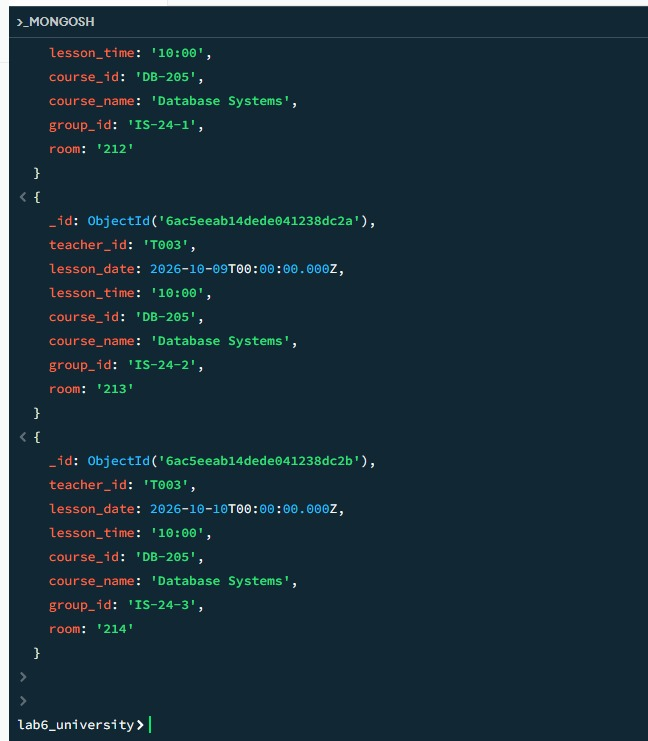 >_MONGOSH
lesson_time: '10:00',
course_id: 'DB-205',
course_name: 'Database Systems',
group_id: 'IS-24-1',
room: '212'
}
< {
_id: ObjectId('6ac5eeab14dede041238dc2a'),
teacher_id: 'T003',
lesson_date: 2026-10-09T00:00:00.000Z,
lesson_time: '10:00',
course_id: 'DB-205',
course_name: 'Database Systems',
group_id: 'IS-24-2',
room: '213'
}
< {
_id: ObjectId('6ac5eeab14dede041238dc2b'),
teacher_id: 'T003',
lesson_date: 2026-10-10T00:00:00.000Z,
lesson_time: '10:00',
course_id: 'DB-205',
course_name: 'Database Systems',
group_id: 'IS-24-3',
room: '214'
}
>
>
lab6_university>